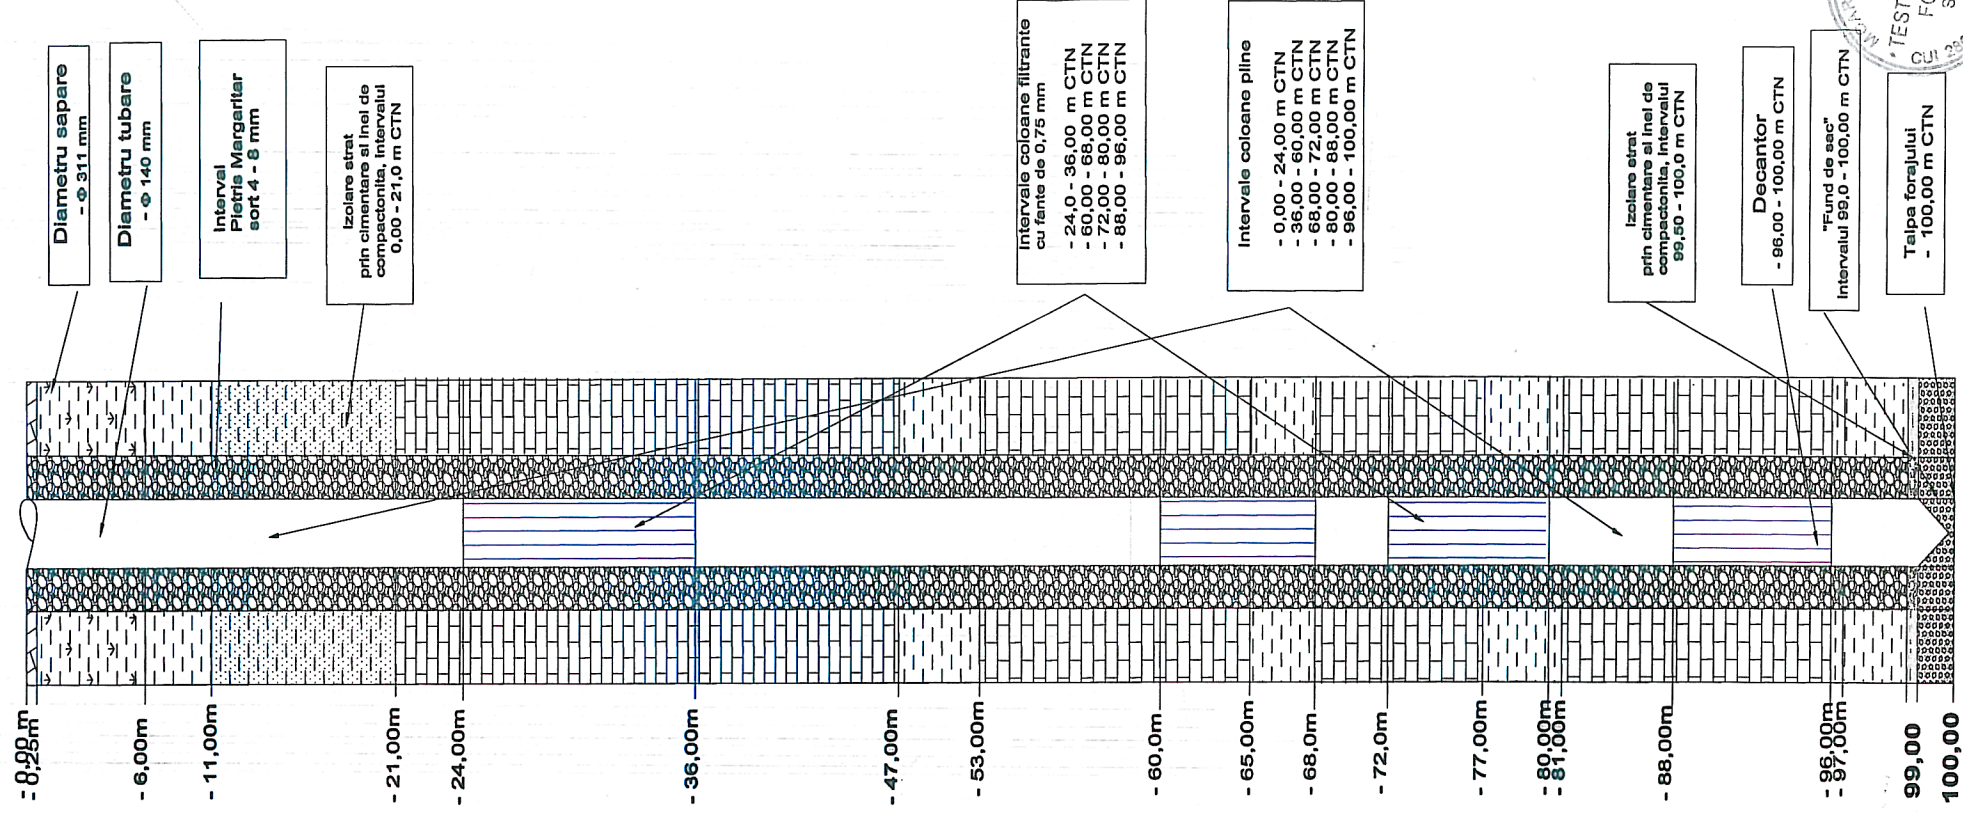 Diametru sapare
- Φ 311 mm
Diametru tubare
- Φ 140 mm
Interval
Pietris Margaritar
sort 4 - 8 mm
Izolare strat
prin cimentare si inel de
compactonita, intervalul
0,00 - 21,0 m CTN
Intervale coloane filtrante
cu fante de 0,75 mm
- 24,0 - 36,00 m CTN
- 60,00 - 68,00 m CTN
- 72,00 - 80,00 m CTN
- 88,00 - 96,00 m CTN
Intervale coloane pline
- 0,00 - 24,00 m CTN
- 36,00 - 60,00 m CTN
- 68,00 - 72,00 m CTN
- 80,00 - 88,00 m CTN
- 96,00 - 100,00 m CTN
Izolare strat
prin cimentare si inel de
compactonita, intervalul
99,50 - 100,0 m CTN
Decantor
- 96,00 - 100,00 m CTN
"Fund de sac"
Intervalul 99,0 - 100,00 m CTN
Talpa forajului
- 100,00 m CTN
TEST
CUI
- 0,00 m
- 0,25m
- 6,00m
- 11,00m
- 21,00m
- 24,00m
- 36,00m
- 47,00m
- 53,00m
- 60,0m
- 65,00m
- 68,0m
- 72,0m
- 77,00m
- 80,00m
- 81,00m
- 88,00m
- 96,00m
- 97,00m
99,00
100,00